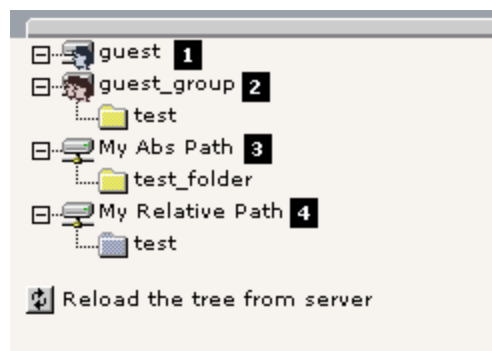 guest 1
guest_group 2
test
My Abs Path 3
test_folder
My Relative Path 4
test
Reload the tree from server